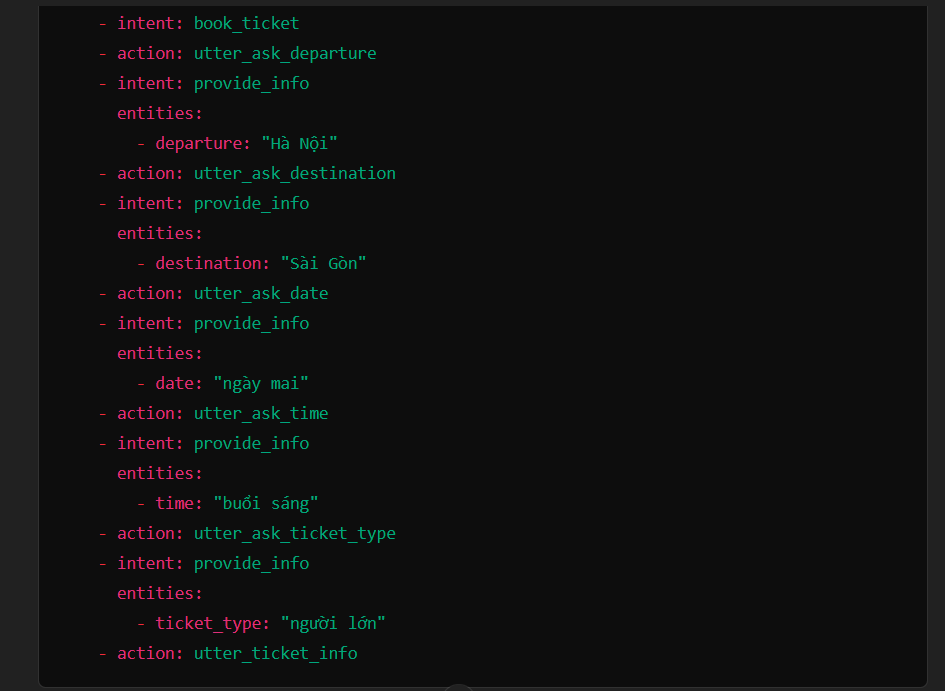 - intent: book_ticket
- action: utter_ask_departure
- intent: provide_info
entities:
- departure: "Hà Nội"
- action: utter_ask_destination
- intent: provide_info
entities:
- destination: "Sài Gòn"
- action: utter_ask_date
- intent: provide_info
entities:
- date: "ngày mai"
- action: utter_ask_time
- intent: provide_info
entities:
- time: "buổi sáng"
- action: utter_ask_ticket_type
- intent: provide_info
entities:
- ticket_type: "người lớn"
- action: utter_ticket_info